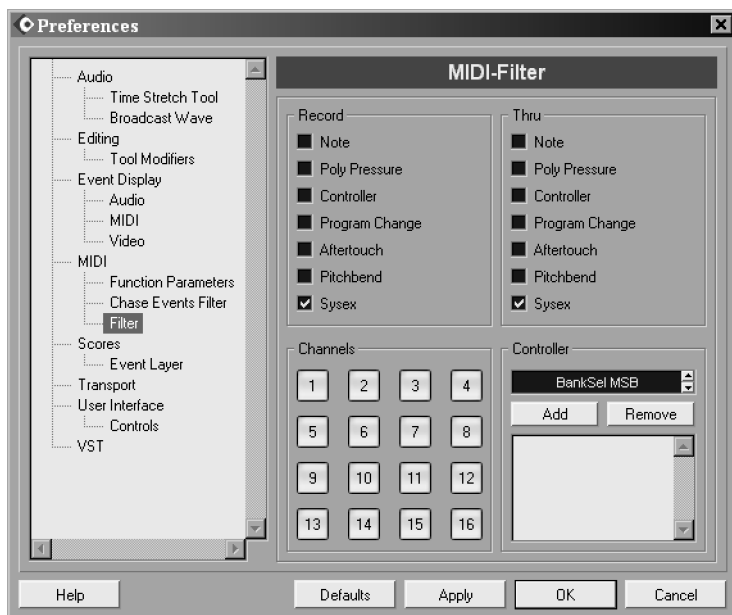 Preferences
Audio
Time Stretch Tool
Broadcast Wave
Editing
Tool Modifiers
Event Display
Audio
MIDI
Video
MIDI
Function Parameters
Chase Events Filter
Filter
Scores
Event Layer
Transport
User Interface
Controls
VST
MIDI-Filter
Record
Note
Poly Pressure
Controller
Program Change
Aftertouch
Pitchbend
Sysex
Thru
Note
Poly Pressure
Controller
Program Change
Aftertouch
Pitchbend
Sysex
Channels
1 2 3 4
5 6 7 8
9 10 11 12
13 14 15 16
Controller
BankSel MSB
Add Remove
Help Defaults Apply OK Cancel